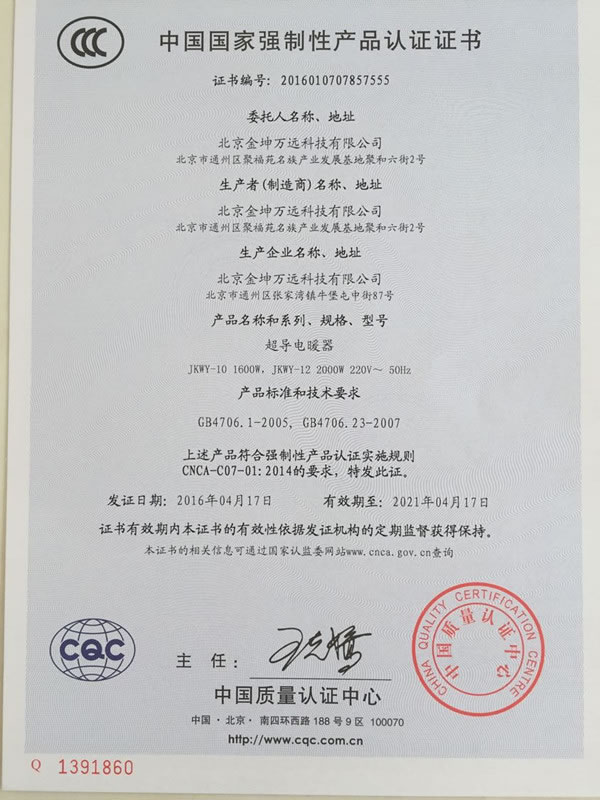 中国国家强制性产品认证证书
证书编号: 2016010707857555
委托人名称、地址
北京金坤万远科技有限公司
北京市通州区聚福苑名族产业发展基地聚和六街2号
生产者(制造商)名称、地址
北京金坤万远科技有限公司
北京市通州区聚福苑名族产业发展基地聚和六街2号
生产企业名称、地址
北京金坤万远科技有限公司
北京市通州区张家湾镇牛堡屯中街87号
产品名称和系列、规格、型号
超导电暖器
JKWY-10 1600W, JKWY-12 2000W 220V~ 50Hz
产品标准和技术要求
GB4706.1-2005, GB4706.23-2007
上述产品符合强制性产品认证实施规则
CNCA-C07-01:2014的要求，特发此证。
发证日期: 2016年04月17日 有效期至: 2021年04月17日
证书有效期内本证书的有效性依据发证机构的定期监督获得保持。
本证书的相关信息可通过国家认监委网站www.cnca.gov.cn查询
CQC
主 任:
CHINA QUALITY CERTIFICATION CENTRE
中国质量认证中心
中国质量认证中心
中国·北京·南四环西路188号9区 100070
http://www.cqc.com.cn
Q 1391860